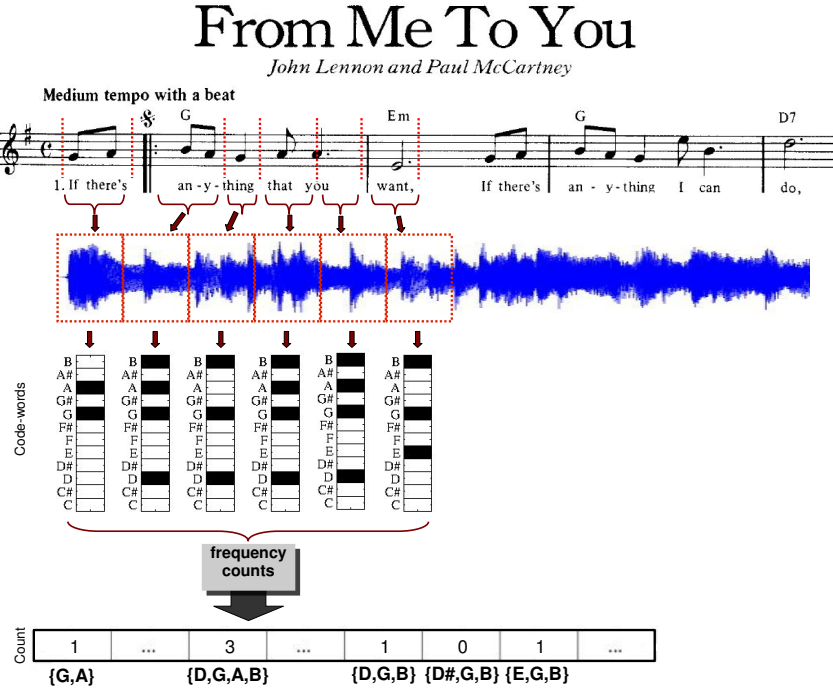 From Me To You
John Lennon and Paul McCartney
Medium tempo with a beat
G Em G D7
1. If there's an - y - thing that you want, If there's an - y - thing I can do,
Code-words
B B B B B B
A# A# A# A# A# A#
A A A A A A
G# G# G# G# G# G#
G G G G G G
F# F# F# F# F# F#
F F F F F F
E E E E E E
D# D# D# D# D# D#
D D D D D D
C# C# C# C# C# C#
C C C C C C
frequency
counts
Count
1 ... 3 ... 1 0 1 ...
{G,A} {D,G,A,B} {D,G,B} {D#,G,B} {E,G,B}